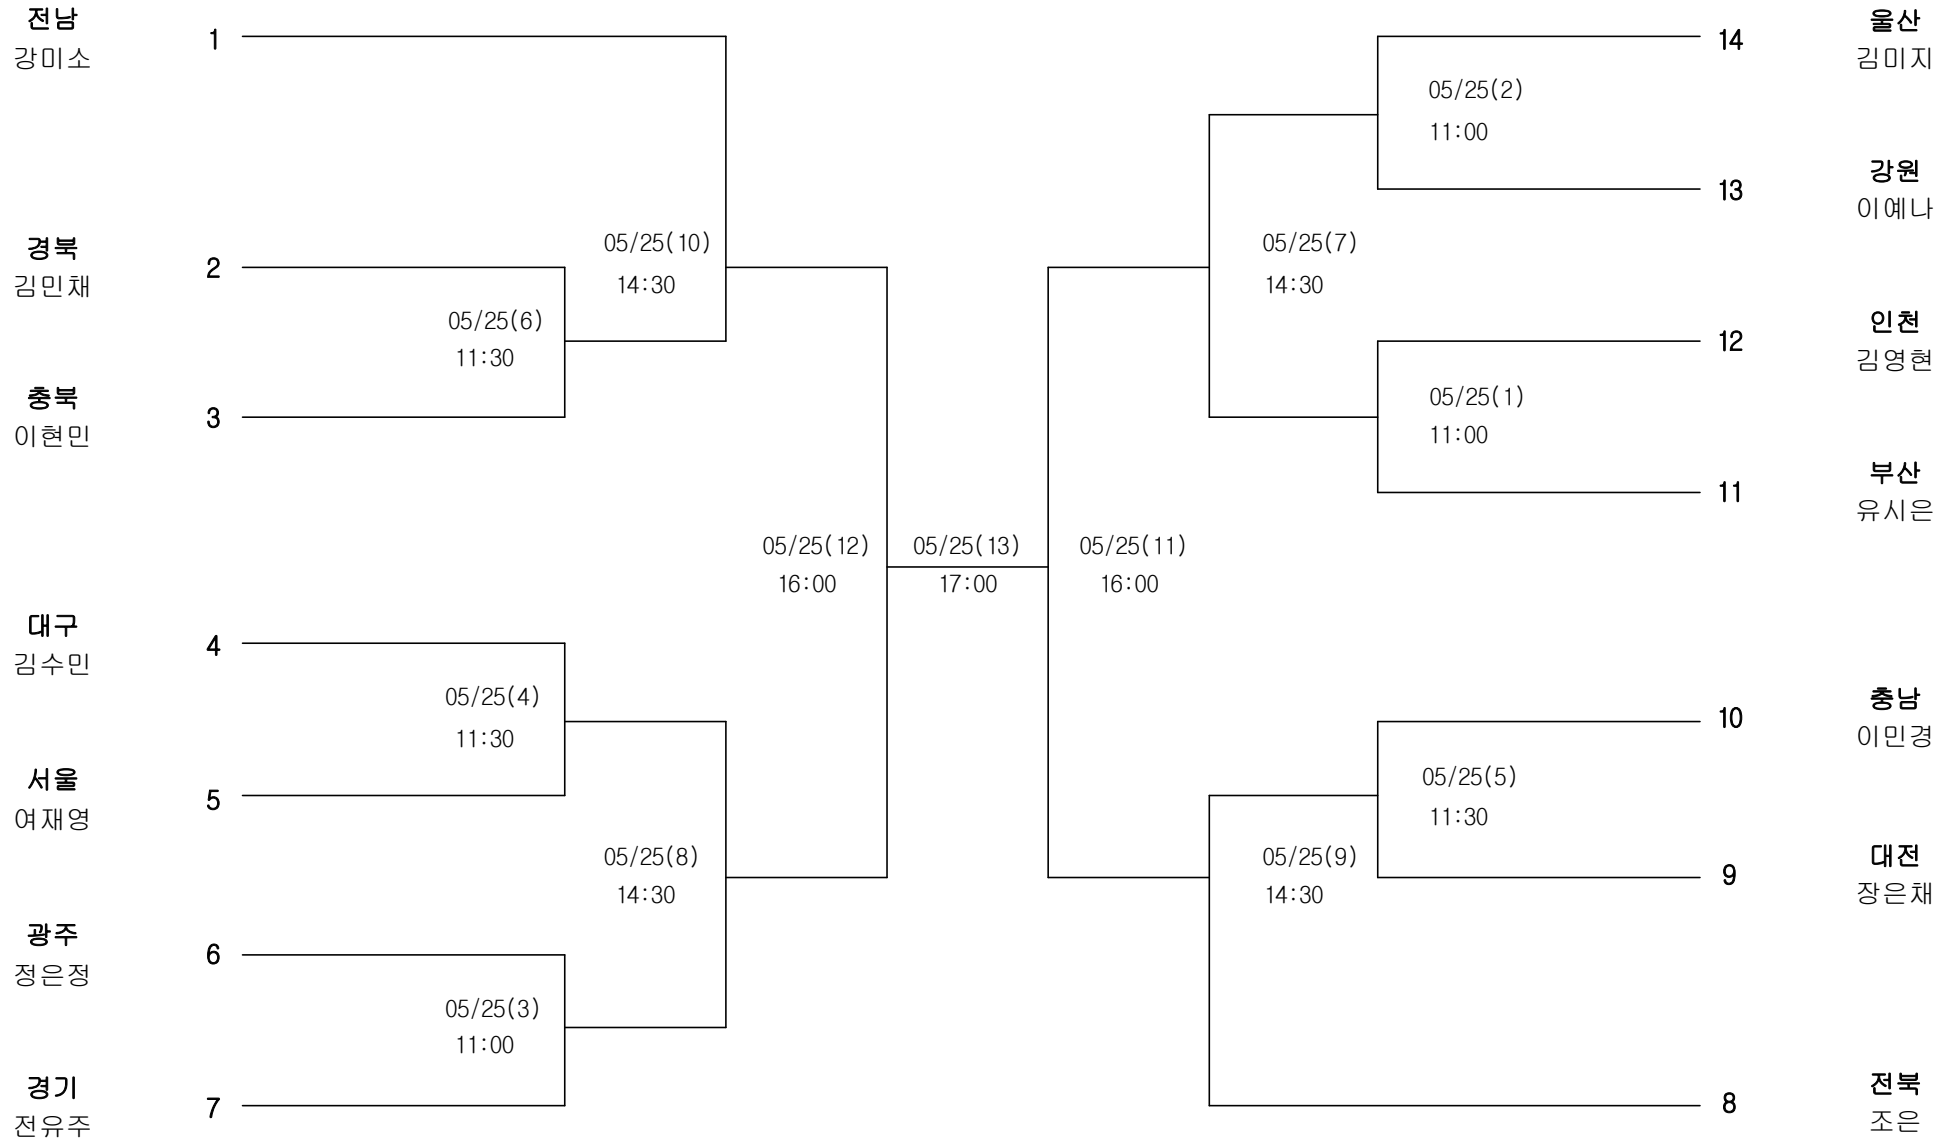 전남
강미소
1
경북
김민채
2
충북
이현민
3
대구
김수민
4
서울
여재영
5
광주
정은정
6
경기
전유주
7
05/25(6)
11:30
05/25(10)
14:30
05/25(4)
11:30
05/25(8)
14:30
05/25(3)
11:00
05/25(12)
16:00
05/25(13)
17:00
05/25(11)
16:00
05/25(7)
14:30
05/25(2)
11:00
05/25(1)
11:00
05/25(5)
11:30
05/25(9)
14:30
14
울산
김미지
13
강원
이예나
12
인천
김영현
11
부산
유시은
10
충남
이민경
9
대전
장은채
8
전북
조은